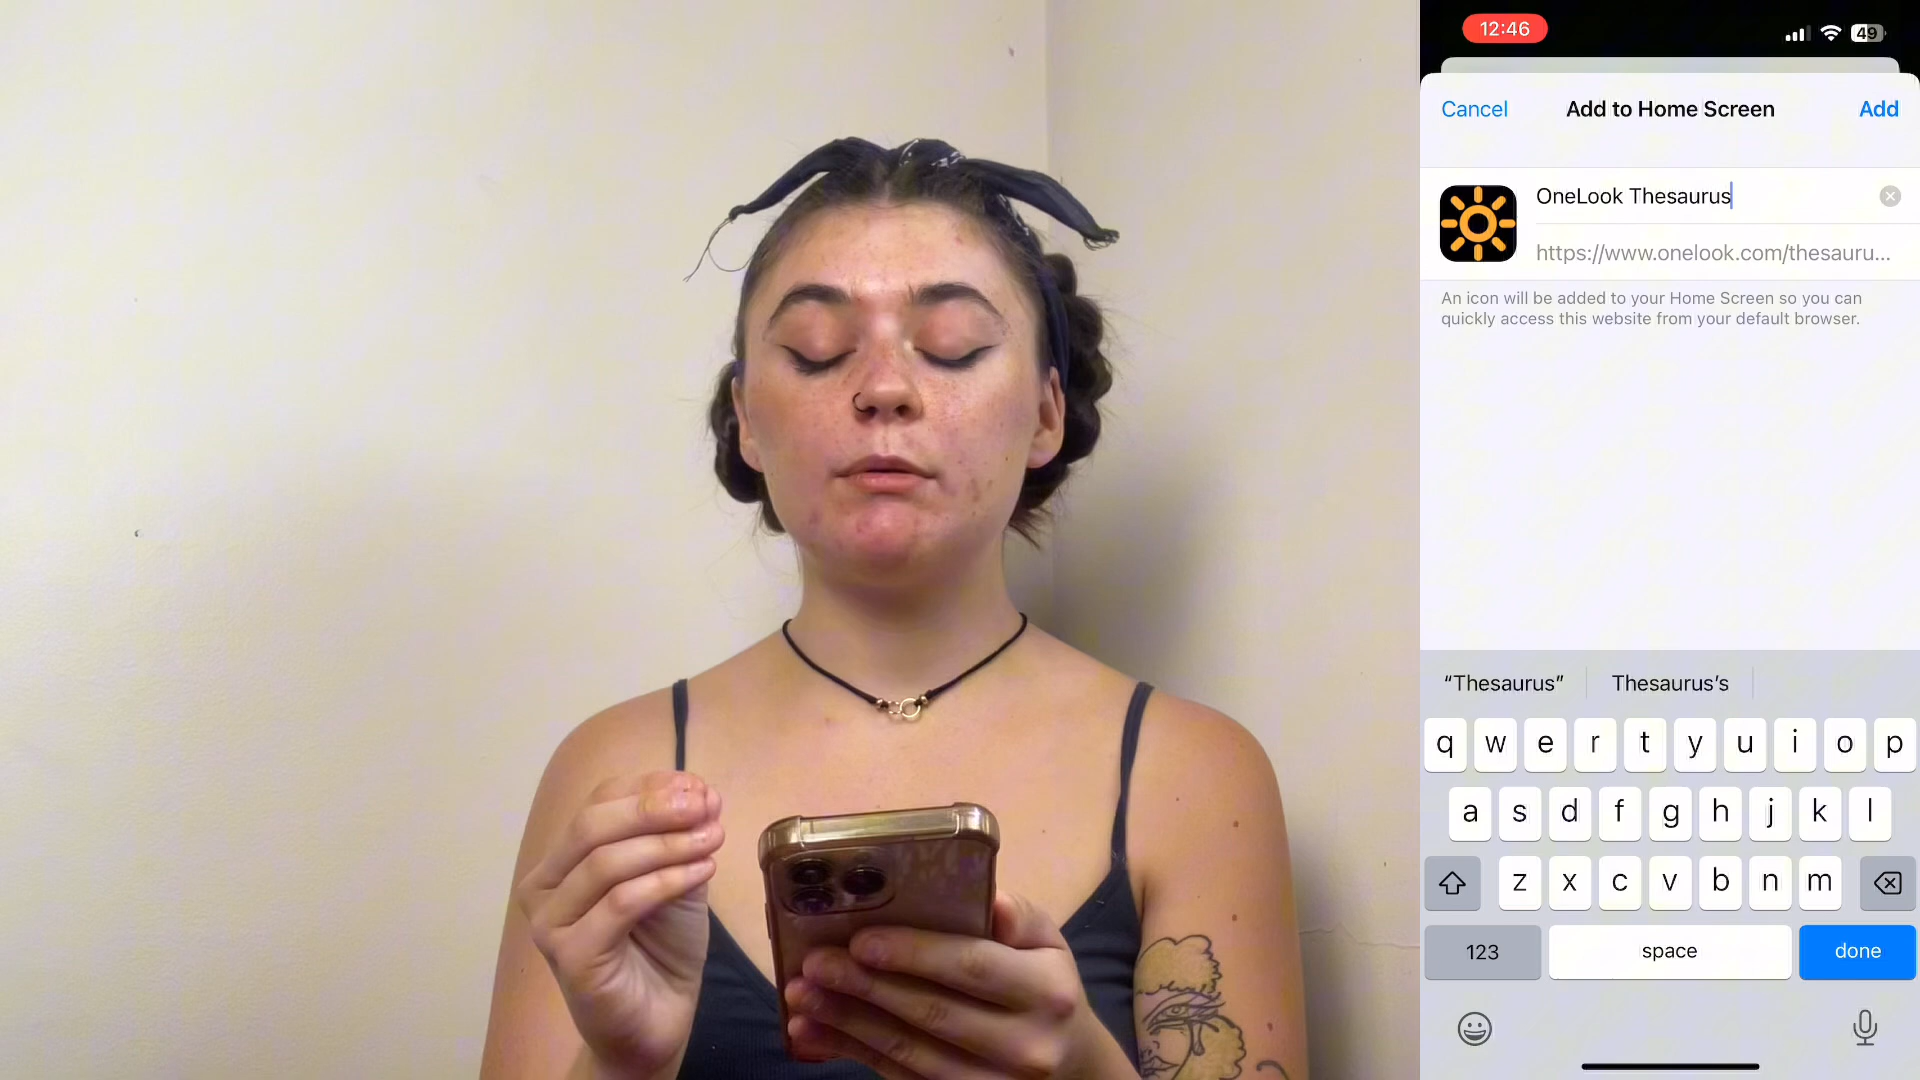 12:46
49
Cancel
Add to Home Screen
Add
OneLook Thesaurus
https://www.onelook.com/thesauru...
An icon will be added to your Home Screen so you can
quickly access this website from your default browser.
“Thesaurus”
Thesaurus’s
q w e r t y u i o p
a s d f g h j k l
z x c v b n m
123
space
done